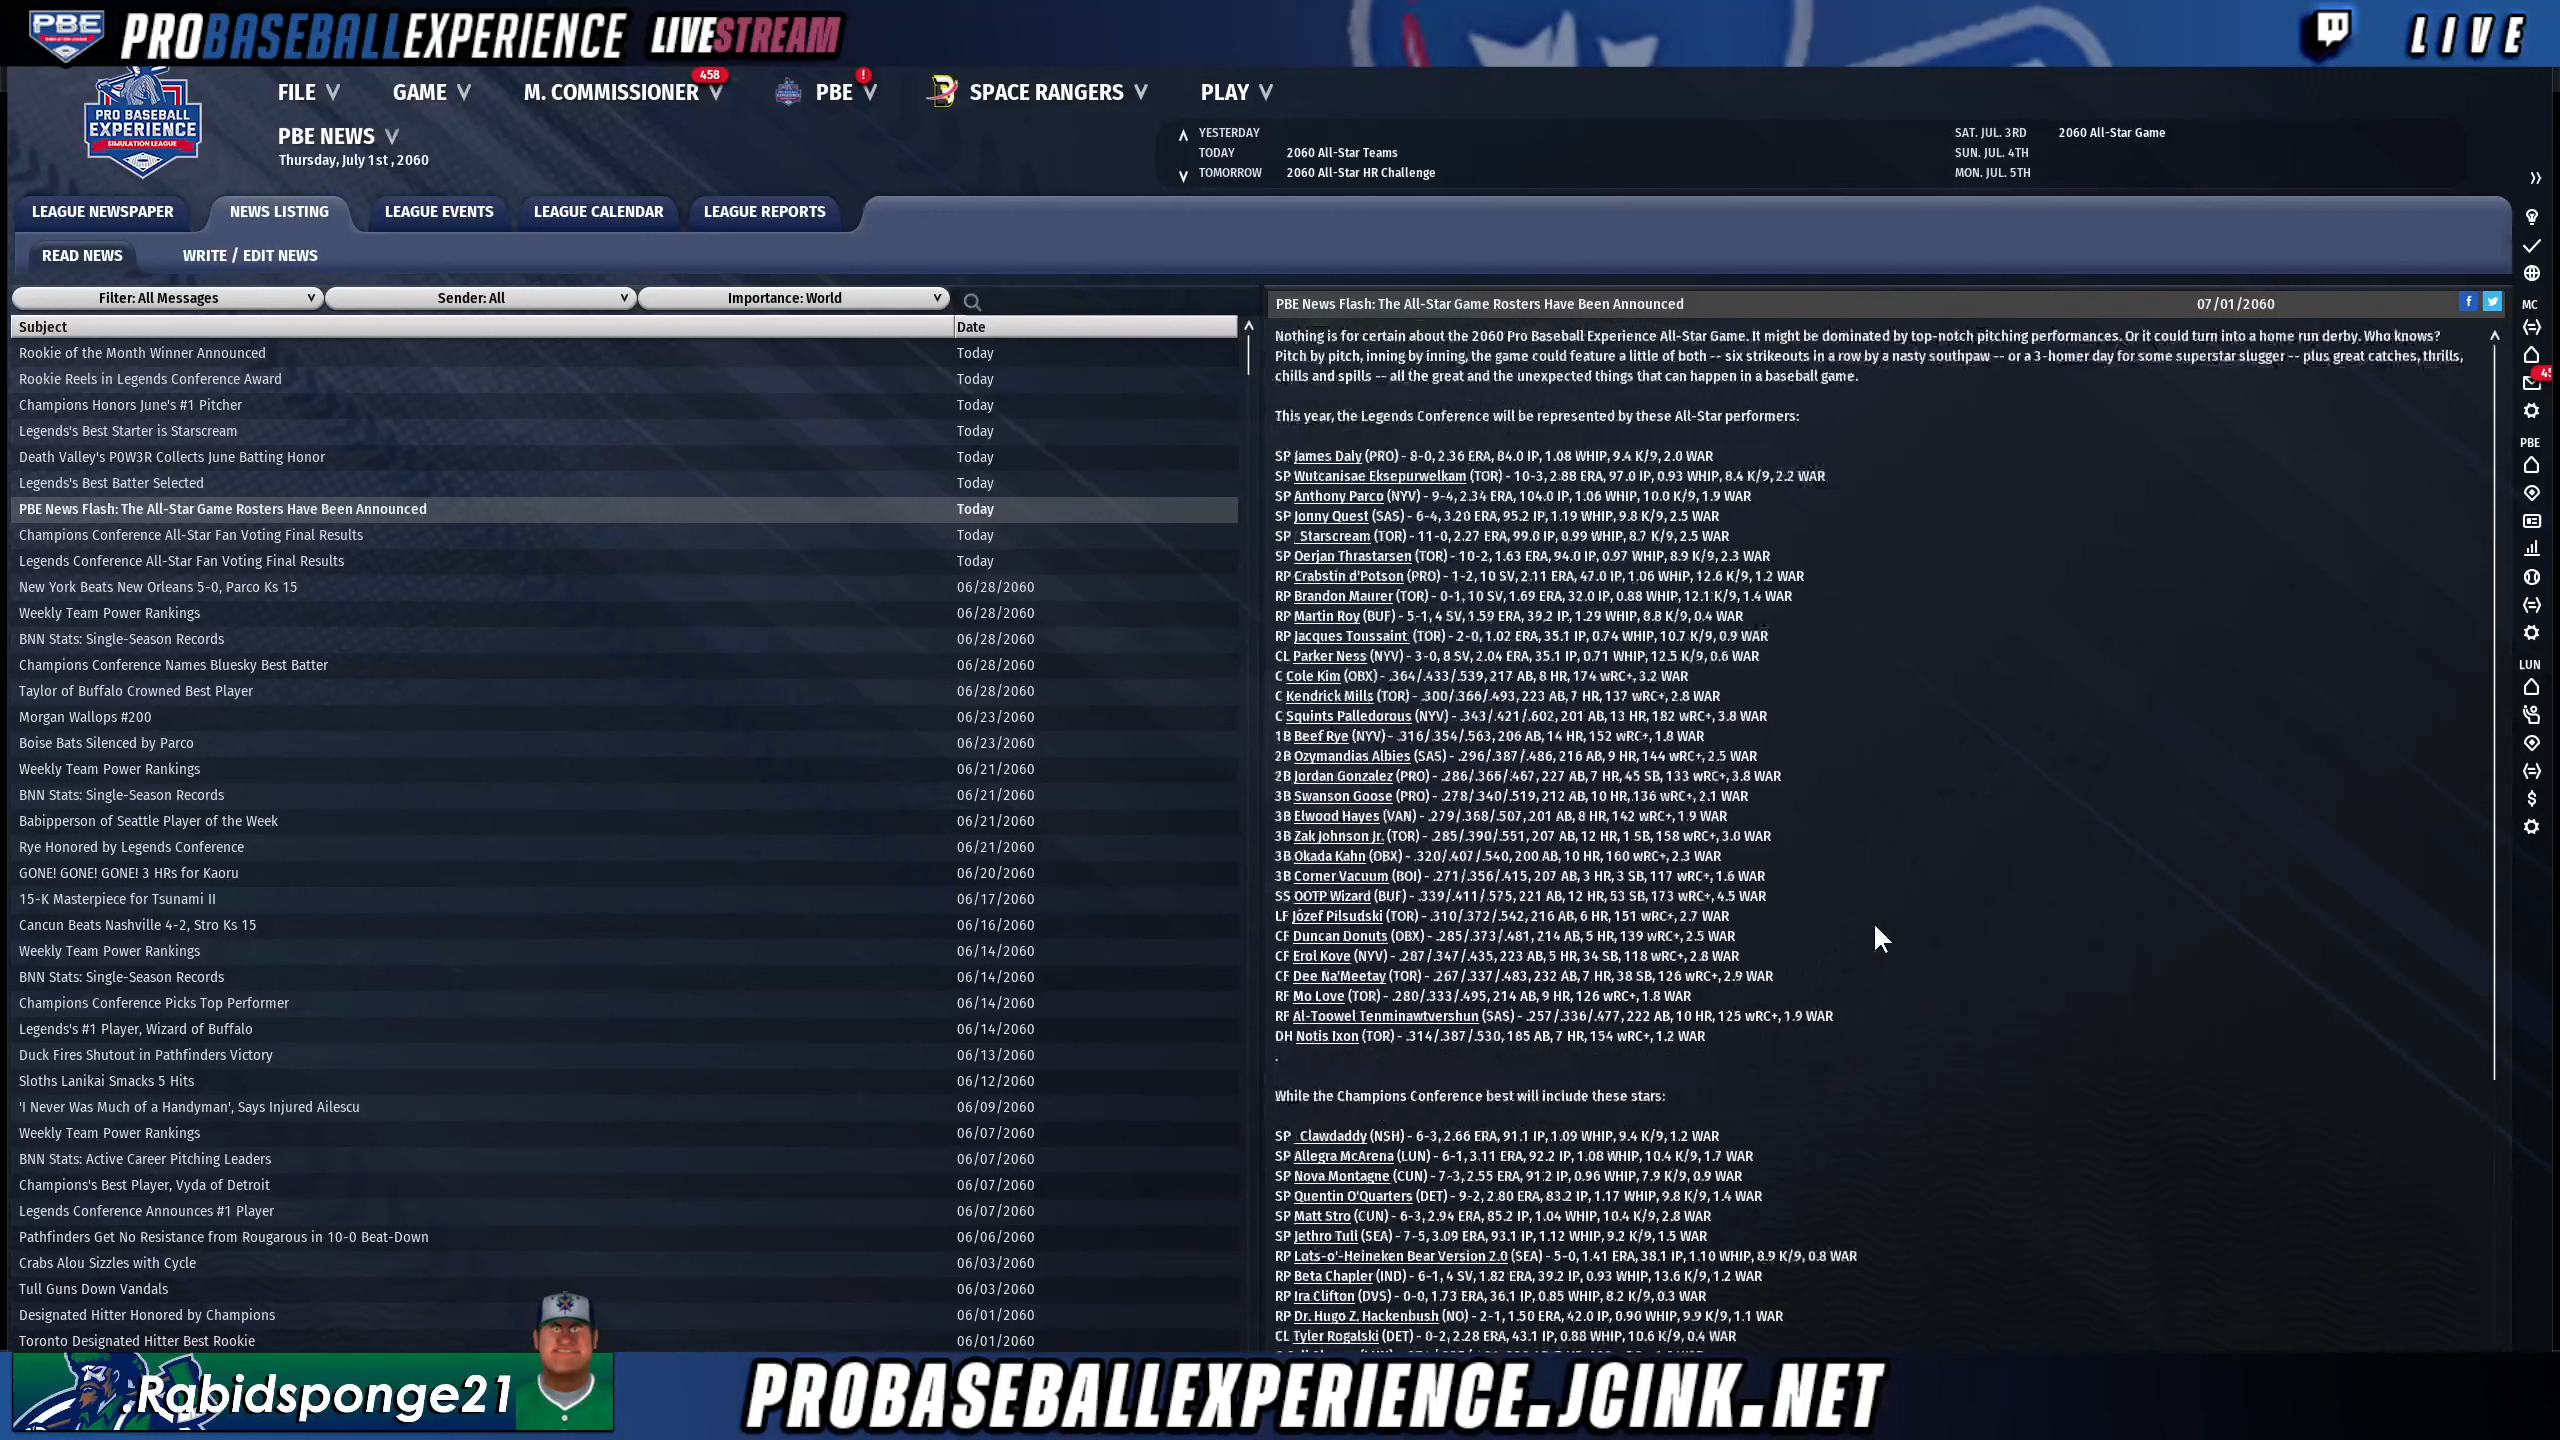 PBE
PROBASEBALLEXPERIENCE LIVESTREAM
LIVE
PRO BASEBALL
EXPERIENCE
SIMULATION LEAGUE
FILE
GAME
M. COMMISSIONER
458
PBE
!
SPACE RANGERS
PLAY
PBE NEWS
Thursday, July 1st , 2060
YESTERDAY
TODAY 2060 All-Star Teams
TOMORROW 2060 All-Star HR Challenge
SAT. JUL. 3RD 2060 All-Star Game
SUN. JUL. 4TH
MON. JUL. 5TH
LEAGUE NEWSPAPER NEWS LISTING LEAGUE EVENTS LEAGUE CALENDAR LEAGUE REPORTS
READ NEWS WRITE / EDIT NEWS
Filter: All Messages Sender: All Importance: World
Subject Date
Rookie of the Month Winner Announced Today
Rookie Reels in Legends Conference Award Today
Champions Honors June's #1 Pitcher Today
Legends's Best Starter is Starscream Today
Death Valley's P0W3R Collects June Batting Honor Today
Legends's Best Batter Selected Today
PBE News Flash: The All-Star Game Rosters Have Been Announced Today
Champions Conference All-Star Fan Voting Final Results Today
Legends Conference All-Star Fan Voting Final Results Today
New York Beats New Orleans 5-0, Parco Ks 15 06/28/2060
Weekly Team Power Rankings 06/28/2060
BNN Stats: Single-Season Records 06/28/2060
Champions Conference Names Bluesky Best Batter 06/28/2060
Taylor of Buffalo Crowned Best Player 06/28/2060
Morgan Wallops #200 06/23/2060
Boise Bats Silenced by Parco 06/23/2060
Weekly Team Power Rankings 06/21/2060
BNN Stats: Single-Season Records 06/21/2060
Babipperson of Seattle Player of the Week 06/21/2060
Rye Honored by Legends Conference 06/21/2060
GONE! GONE! GONE! 3 HRs for Kaoru 06/20/2060
15-K Masterpiece for Tsunami II 06/17/2060
Cancun Beats Nashville 4-2, Stro Ks 15 06/16/2060
Weekly Team Power Rankings 06/14/2060
BNN Stats: Single-Season Records 06/14/2060
Champions Conference Picks Top Performer 06/14/2060
Legends's #1 Player, Wizard of Buffalo 06/14/2060
Duck Fires Shutout in Pathfinders Victory 06/13/2060
Sloths Lanikai Smacks 5 Hits 06/12/2060
'I Never Was Much of a Handyman', Says Injured Ailescu 06/09/2060
Weekly Team Power Rankings 06/07/2060
BNN Stats: Active Career Pitching Leaders 06/07/2060
Champions's Best Player, Vyda of Detroit 06/07/2060
Legends Conference Announces #1 Player 06/07/2060
Pathfinders Get No Resistance from Rougarous in 10-0 Beat-Down 06/06/2060
Crabs Alou Sizzles with Cycle 06/03/2060
Tull Guns Down Vandals 06/03/2060
Designated Hitter Honored by Champions 06/01/2060
Toronto Designated Hitter Best Rookie 06/01/2060
PBE News Flash: The All-Star Game Rosters Have Been Announced 07/01/2060
Nothing is for certain about the 2060 Pro Baseball Experience All-Star Game. It might be dominated by top-notch pitching performances. Or it could turn into a home run derby. Who knows?
Pitch by pitch, inning by inning, the game could feature a little of both -- six strikeouts in a row by a nasty southpaw -- or a 3-homer day for some superstar slugger -- plus great catches, thrills,
chills and spills -- all the great and the unexpected things that can happen in a baseball game.
This year, the Legends Conference will be represented by these All-Star performers:
SP James Daly (PRO) - 8-0, 2.36 ERA, 84.0 IP, 1.08 WHIP, 9.4 K/9, 2.0 WAR
SP Wutcanisae Eksepurwelkam (TOR) - 10-3, 2.88 ERA, 97.0 IP, 0.93 WHIP, 8.4 K/9, 2.2 WAR
SP Anthony Parco (NYV) - 9-4, 2.34 ERA, 104.0 IP, 1.06 WHIP, 10.0 K/9, 1.9 WAR
SP Jonny Quest (SAS) - 6-4, 3.20 ERA, 95.2 IP, 1.19 WHIP, 9.8 K/9, 2.5 WAR
SP Starscream (TOR) - 11-0, 2.27 ERA, 99.0 IP, 0.99 WHIP, 8.7 K/9, 2.5 WAR
SP Oerjan Thrastarsen (TOR) - 10-2, 1.63 ERA, 94.0 IP, 0.97 WHIP, 8.9 K/9, 2.3 WAR
RP Crabstin d'Potson (PRO) - 1-2, 10 SV, 2.11 ERA, 47.0 IP, 1.06 WHIP, 12.6 K/9, 1.2 WAR
RP Brandon Maurer (TOR) - 0-1, 10 SV, 1.69 ERA, 32.0 IP, 0.88 WHIP, 12.1 K/9, 1.4 WAR
RP Martin Roy (BUF) - 5-1, 4 SV, 1.59 ERA, 39.2 IP, 1.29 WHIP, 8.8 K/9, 0.4 WAR
RP Jacques Toussaint (TOR) - 2-0, 1.02 ERA, 35.1 IP, 0.74 WHIP, 10.7 K/9, 0.9 WAR
CL Parker Ness (NYV) - 3-0, 8 SV, 2.04 ERA, 35.1 IP, 0.71 WHIP, 12.5 K/9, 0.6 WAR
C Cole Kim (OBX) - .364/.433/.539, 217 AB, 8 HR, 174 wRC+, 3.2 WAR
C Kendrick Mills (TOR) - .300/.366/.493, 223 AB, 7 HR, 137 wRC+, 2.8 WAR
C Squints Palledorous (NYV) - .343/.421/.602, 201 AB, 13 HR, 182 wRC+, 3.8 WAR
1B Beef Rye (NYV) - .316/.354/.563, 206 AB, 14 HR, 152 wRC+, 1.8 WAR
2B Ozymandias Albies (SAS) - .296/.387/.486, 216 AB, 9 HR, 144 wRC+, 2.5 WAR
2B Jordan Gonzalez (PRO) - .286/.366/.467, 227 AB, 7 HR, 45 SB, 133 wRC+, 3.8 WAR
3B Swanson Goose (PRO) - .278/.340/.519, 212 AB, 10 HR, 136 wRC+, 2.1 WAR
3B Elwood Hayes (VAN) - .279/.368/.507, 201 AB, 8 HR, 142 wRC+, 1.9 WAR
3B Zak Johnson Jr. (TOR) - .285/.390/.551, 207 AB, 12 HR, 1 SB, 158 wRC+, 3.0 WAR
3B Okada Kahn (OBX) - .320/.407/.540, 200 AB, 10 HR, 160 wRC+, 2.3 WAR
3B Corner Vacuum (BOI) - .271/.356/.415, 207 AB, 3 HR, 3 SB, 117 wRC+, 1.6 WAR
SS OOTP Wizard (BUF) - .339/.411/.575, 221 AB, 12 HR, 53 SB, 173 wRC+, 4.5 WAR
LF Józef Pilsudski (TOR) - .310/.372/.542, 216 AB, 6 HR, 151 wRC+, 2.7 WAR
CF Duncan Donuts (OBX) - .285/.373/.481, 214 AB, 5 HR, 139 wRC+, 2.5 WAR
CF Erol Kove (NYV) - .287/.347/.435, 223 AB, 5 HR, 34 SB, 118 wRC+, 2.8 WAR
CF Dee Na'Meetay (TOR) - .267/.337/.483, 232 AB, 7 HR, 38 SB, 126 wRC+, 2.9 WAR
RF Mo Love (TOR) - .280/.333/.495, 214 AB, 9 HR, 126 wRC+, 1.8 WAR
RF Al-Toowel Tenminawtvershun (SAS) - .257/.336/.477, 222 AB, 10 HR, 125 wRC+, 1.9 WAR
DH Notis Ixon (TOR) - .314/.387/.530, 185 AB, 7 HR, 154 wRC+, 1.2 WAR
.
While the Champions Conference best will include these stars:
SP Clawdaddy (NSH) - 6-3, 2.66 ERA, 91.1 IP, 1.09 WHIP, 9.4 K/9, 1.2 WAR
SP Allegra McArena (LUN) - 6-1, 3.11 ERA, 92.2 IP, 1.08 WHIP, 10.4 K/9, 1.7 WAR
SP Nova Montagne (CUN) - 7-3, 2.55 ERA, 91.2 IP, 0.96 WHIP, 7.9 K/9, 0.9 WAR
SP Quentin O'Quarters (DET) - 9-2, 2.80 ERA, 83.2 IP, 1.17 WHIP, 9.8 K/9, 1.4 WAR
SP Matt Stro (CUN) - 6-3, 2.94 ERA, 85.2 IP, 1.04 WHIP, 10.4 K/9, 2.8 WAR
SP Jethro Tull (SEA) - 7-5, 3.09 ERA, 93.1 IP, 1.12 WHIP, 9.2 K/9, 1.5 WAR
RP Lots-o'-Heineken Bear Version 2.0 (SEA) - 5-0, 1.41 ERA, 38.1 IP, 1.10 WHIP, 8.9 K/9, 0.8 WAR
RP Beta Chapler (IND) - 6-1, 4 SV, 1.82 ERA, 39.2 IP, 0.93 WHIP, 13.6 K/9, 1.2 WAR
RP Ira Clifton (DVS) - 0-0, 1.73 ERA, 36.1 IP, 0.85 WHIP, 8.2 K/9, 0.3 WAR
RP Dr. Hugo Z. Hackenbush (NO) - 2-1, 1.50 ERA, 42.0 IP, 0.90 WHIP, 9.9 K/9, 1.1 WAR
CL Tyler Rogalski (DET) - 0-2, 2.28 ERA, 43.1 IP, 0.88 WHIP, 10.6 K/9, 0.4 WAR
MC
45
PBE
LUN
Rabidsponge21
PROBASEBALLEXPERIENCE.JCINK.NET